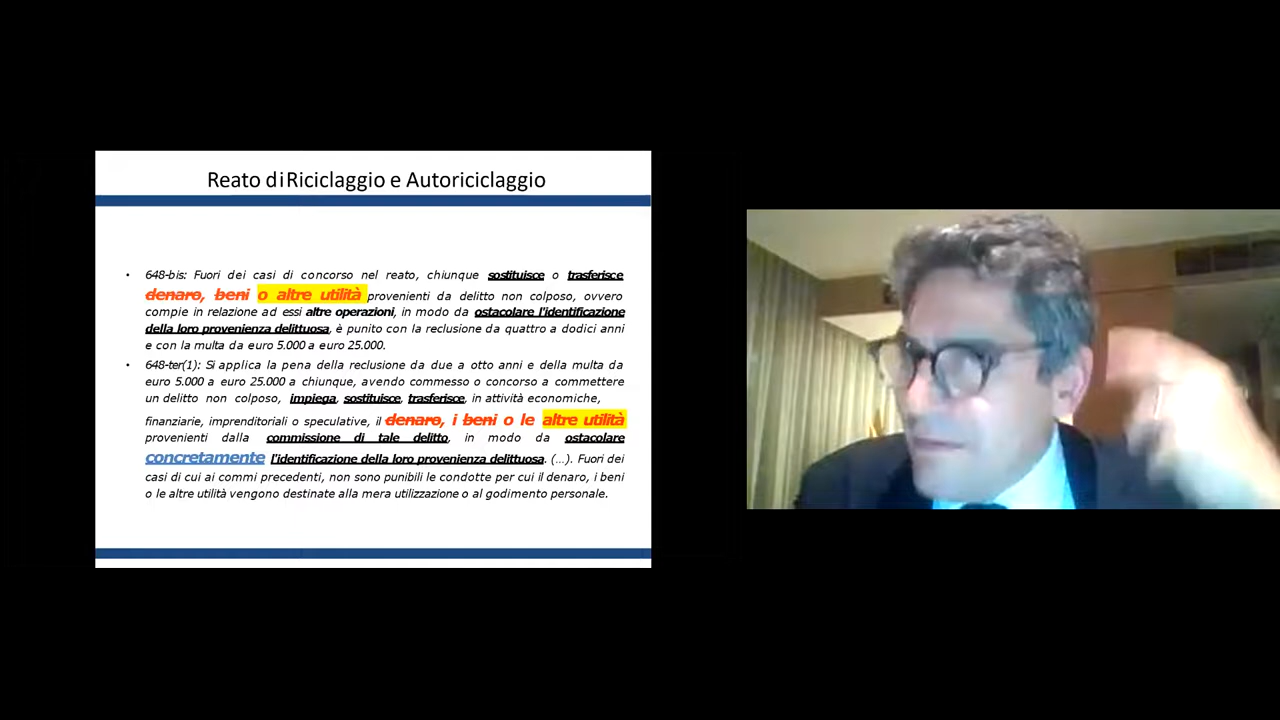 Reato di Riciclaggio e Autoriciclaggio
• 648-bis: Fuori dei casi di concorso nel reato, chiunque sostituisce o trasferisce
denaro, beni o altre utilità provenienti da delitto non colposo, ovvero
compie in relazione ad essi altre operazioni, in modo da ostacolare l'identificazione
della loro provenienza delittuosa, è punito con la reclusione da quattro a dodici anni
e con la multa da euro 5.000 a euro 25.000.
• 648-ter(1): Si applica la pena della reclusione da due a otto anni e della multa da
euro 5.000 a euro 25.000 a chiunque, avendo commesso o concorso a commettere
un delitto non colposo, impiega, sostituisce, trasferisce, in attività economiche,
finanziarie, imprenditoriali o speculative, il denaro, i beni o le altre utilità
provenienti dalla commissione di tale delitto, in modo da ostacolare
concretamente l'identificazione della loro provenienza delittuosa. (...). Fuori dei
casi di cui ai commi precedenti, non sono punibili le condotte per cui il denaro, i beni
o le altre utilità vengono destinate alla mera utilizzazione o al godimento personale.